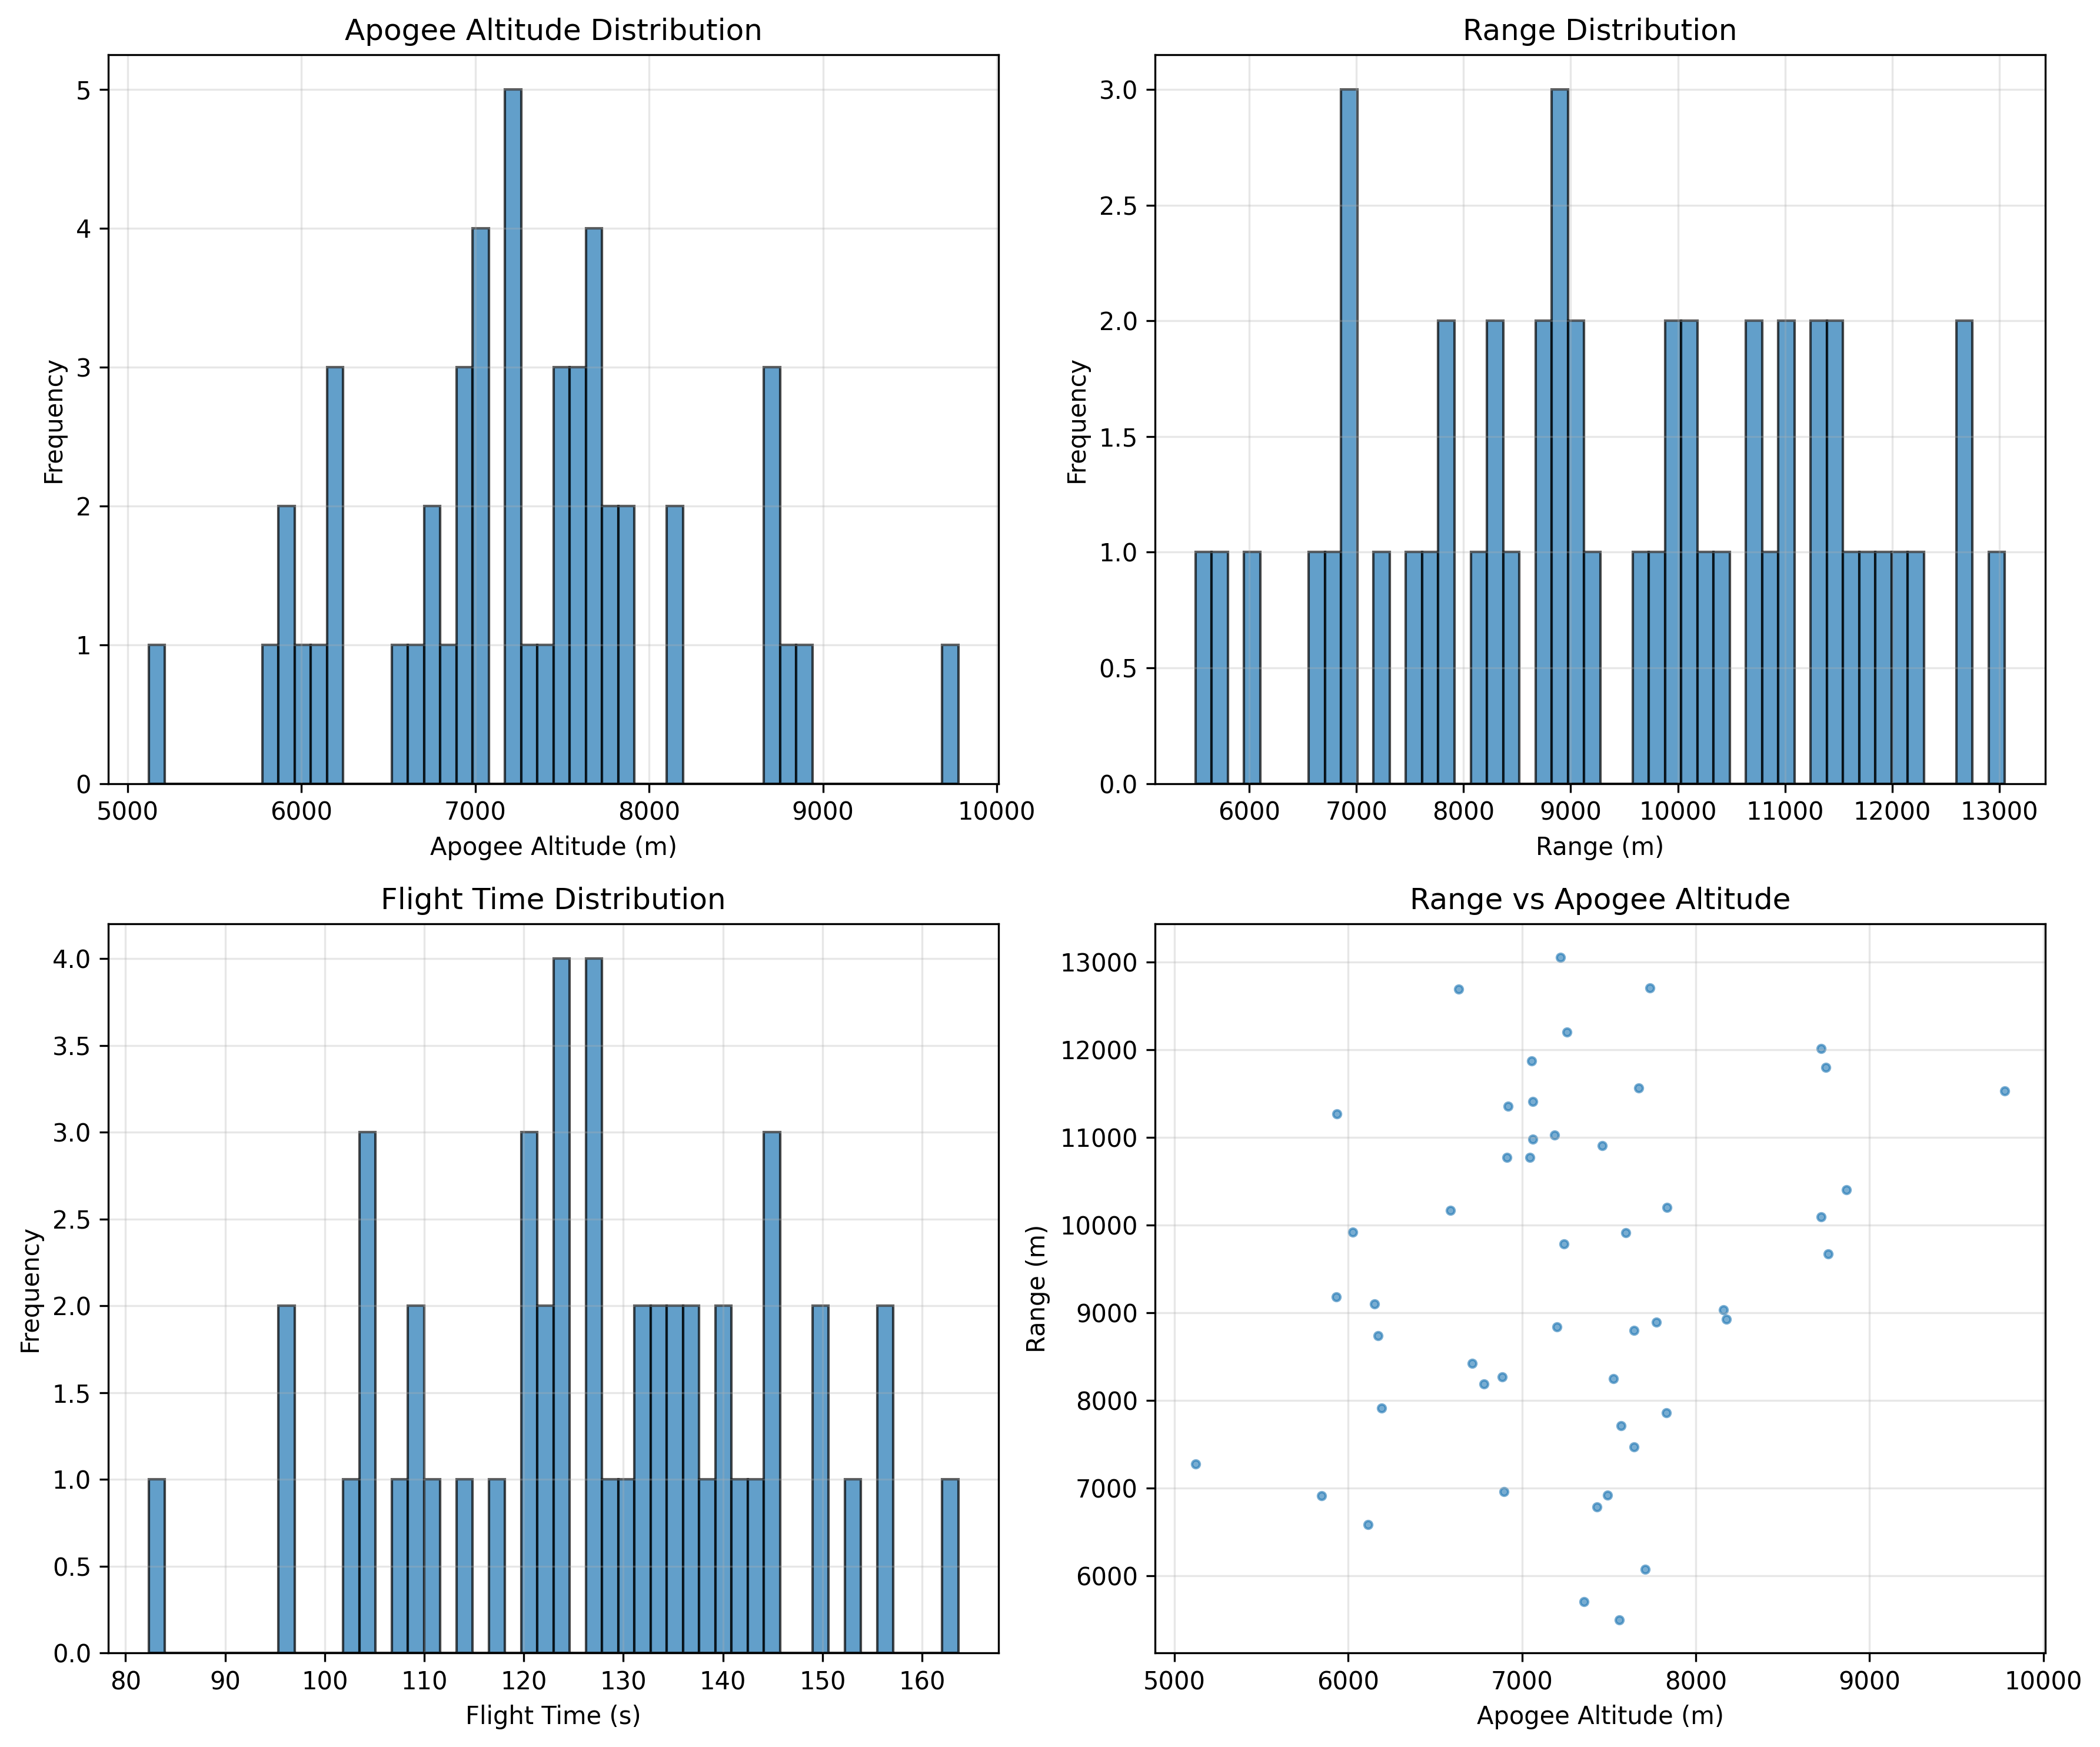 Apogee Altitude Distribution
5
4
3
2
1
0
Frequency
5000 6000 7000 8000 9000 10000
Apogee Altitude (m)
Range Distribution
3.0
2.5
2.0
1.5
1.0
0.5
0.0
Frequency
6000 7000 8000 9000 10000 11000 12000 13000
Range (m)
Flight Time Distribution
4.0
3.5
3.0
2.5
2.0
1.5
1.0
0.5
0.0
Frequency
80 90 100 110 120 130 140 150 160
Flight Time (s)
Range vs Apogee Altitude
13000
12000
11000
10000
9000
8000
7000
6000
Range (m)
5000 6000 7000 8000 9000 10000
Apogee Altitude (m)